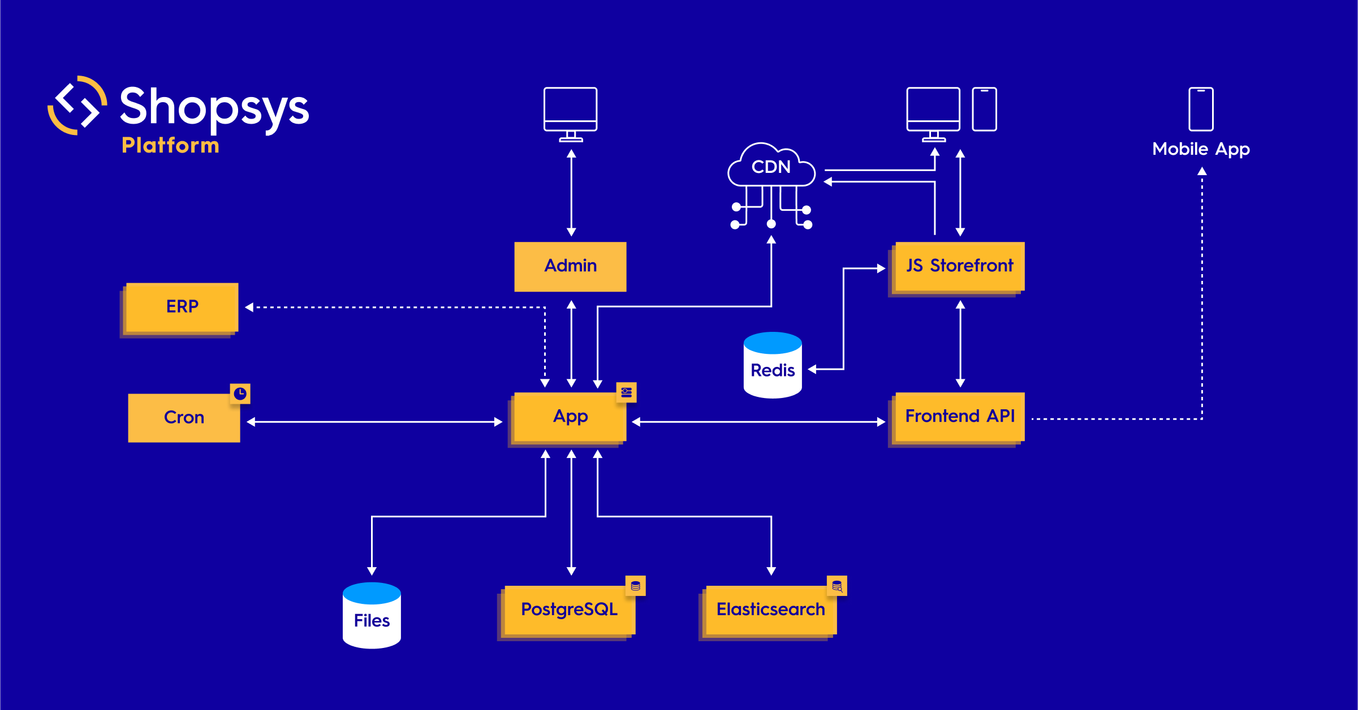 Shopsys
Platform
Mobile App
CDN
Admin
JS Storefront
ERP
Redis
Cron
App
Frontend API
Files
PostgreSQL
Elasticsearch